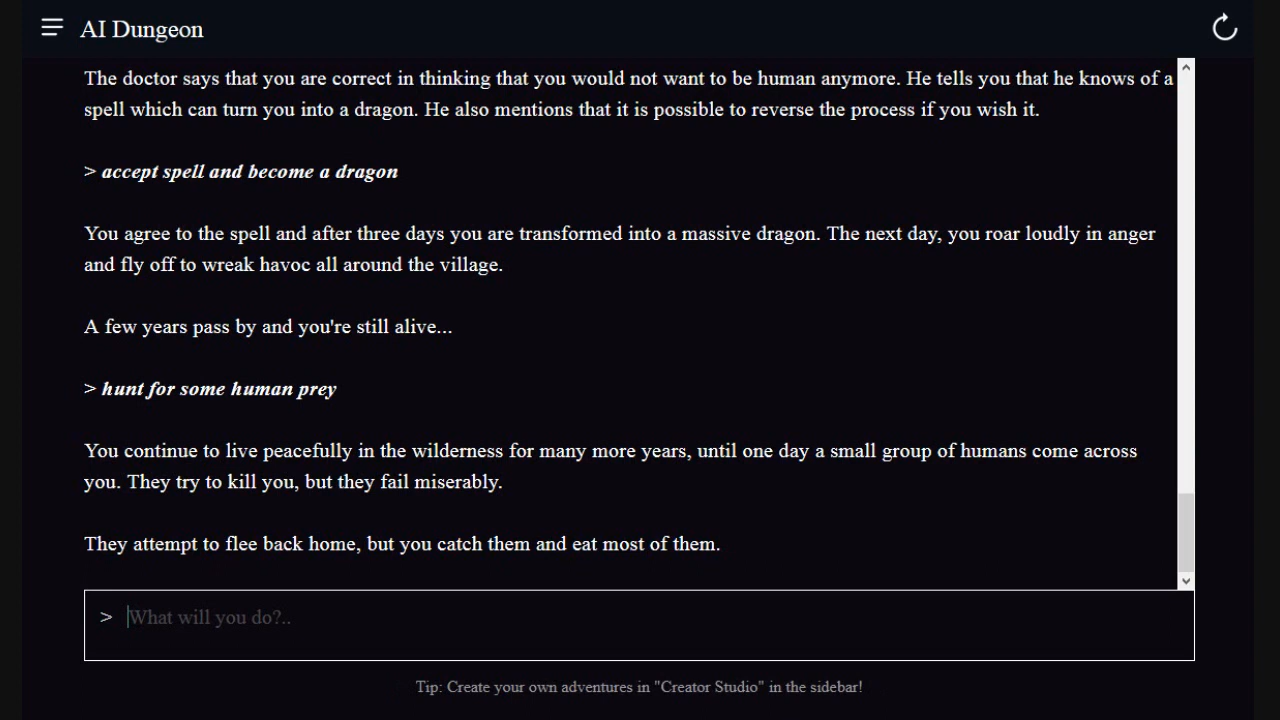 AI Dungeon
The doctor says that you are correct in thinking that you would not want to be human anymore. He tells you that he knows of a
spell which can turn you into a dragon. He also mentions that it is possible to reverse the process if you wish it.
> accept spell and become a dragon
You agree to the spell and after three days you are transformed into a massive dragon. The next day, you roar loudly in anger
and fly off to wreak havoc all around the village.
A few years pass by and you're still alive...
> hunt for some human prey
You continue to live peacefully in the wilderness for many more years, until one day a small group of humans come across
you. They try to kill you, but they fail miserably.
They attempt to flee back home, but you catch them and eat most of them.
> What will you do?..
Tip: Create your own adventures in "Creator Studio" in the sidebar!